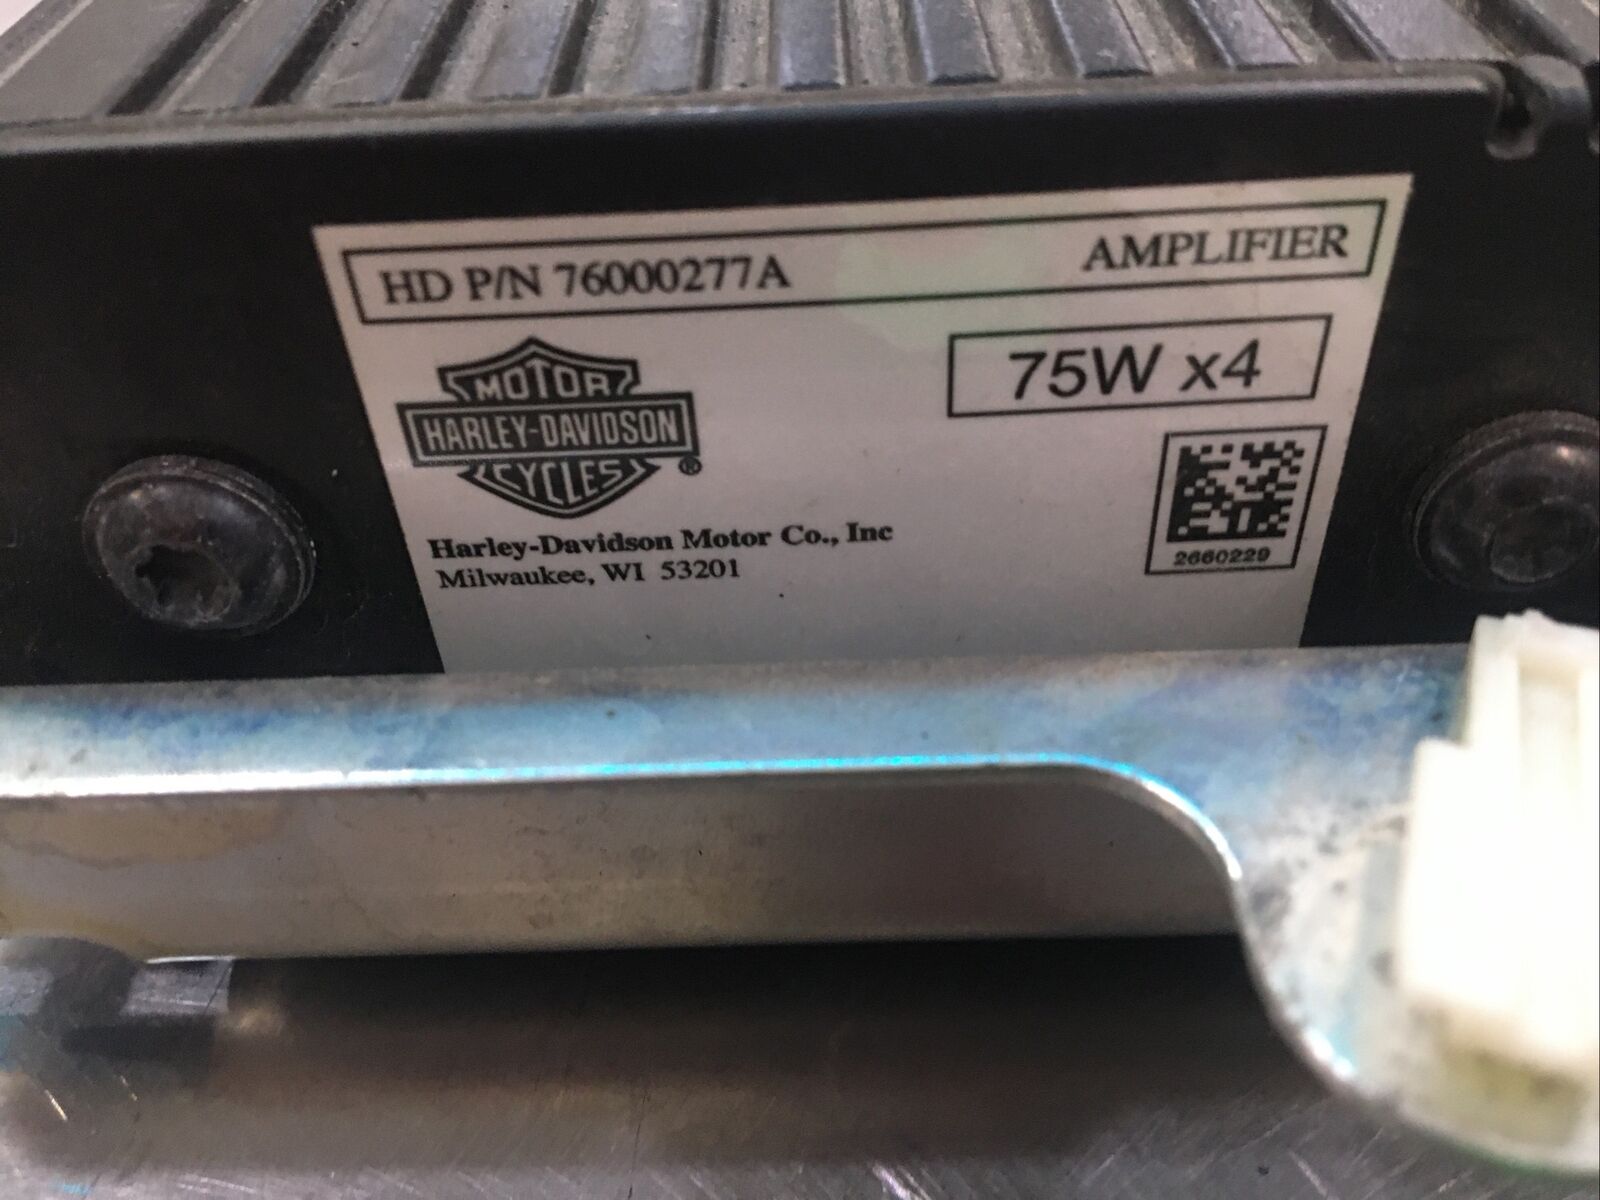 HD P/N 76000277A AMPLIFIER
75W x4
MOTOR
HARLEY-DAVIDSON
CYCLES
®
Harley-Davidson Motor Co., Inc
Milwaukee, WI 53201
2660229